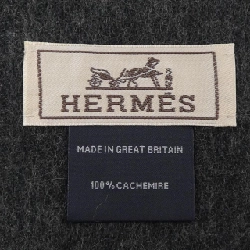 HERMÈS
MADE IN GREAT BRITAIN
100% CACHEMIRE